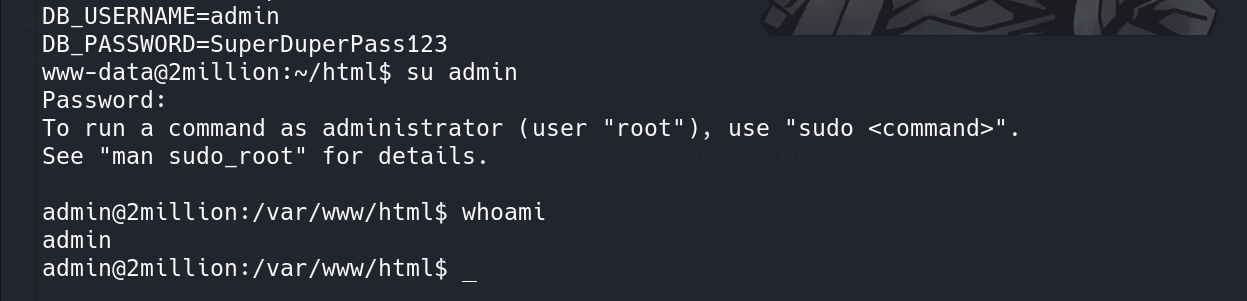 DB_USERNAME=admin
DB_PASSWORD=SuperDuperPass123
www-data@2million:~/html$ su admin
Password:
To run a command as administrator (user "root"), use "sudo <command>".
See "man sudo_root" for details.
admin@2million:/var/www/html$ whoami
admin
admin@2million:/var/www/html$ _